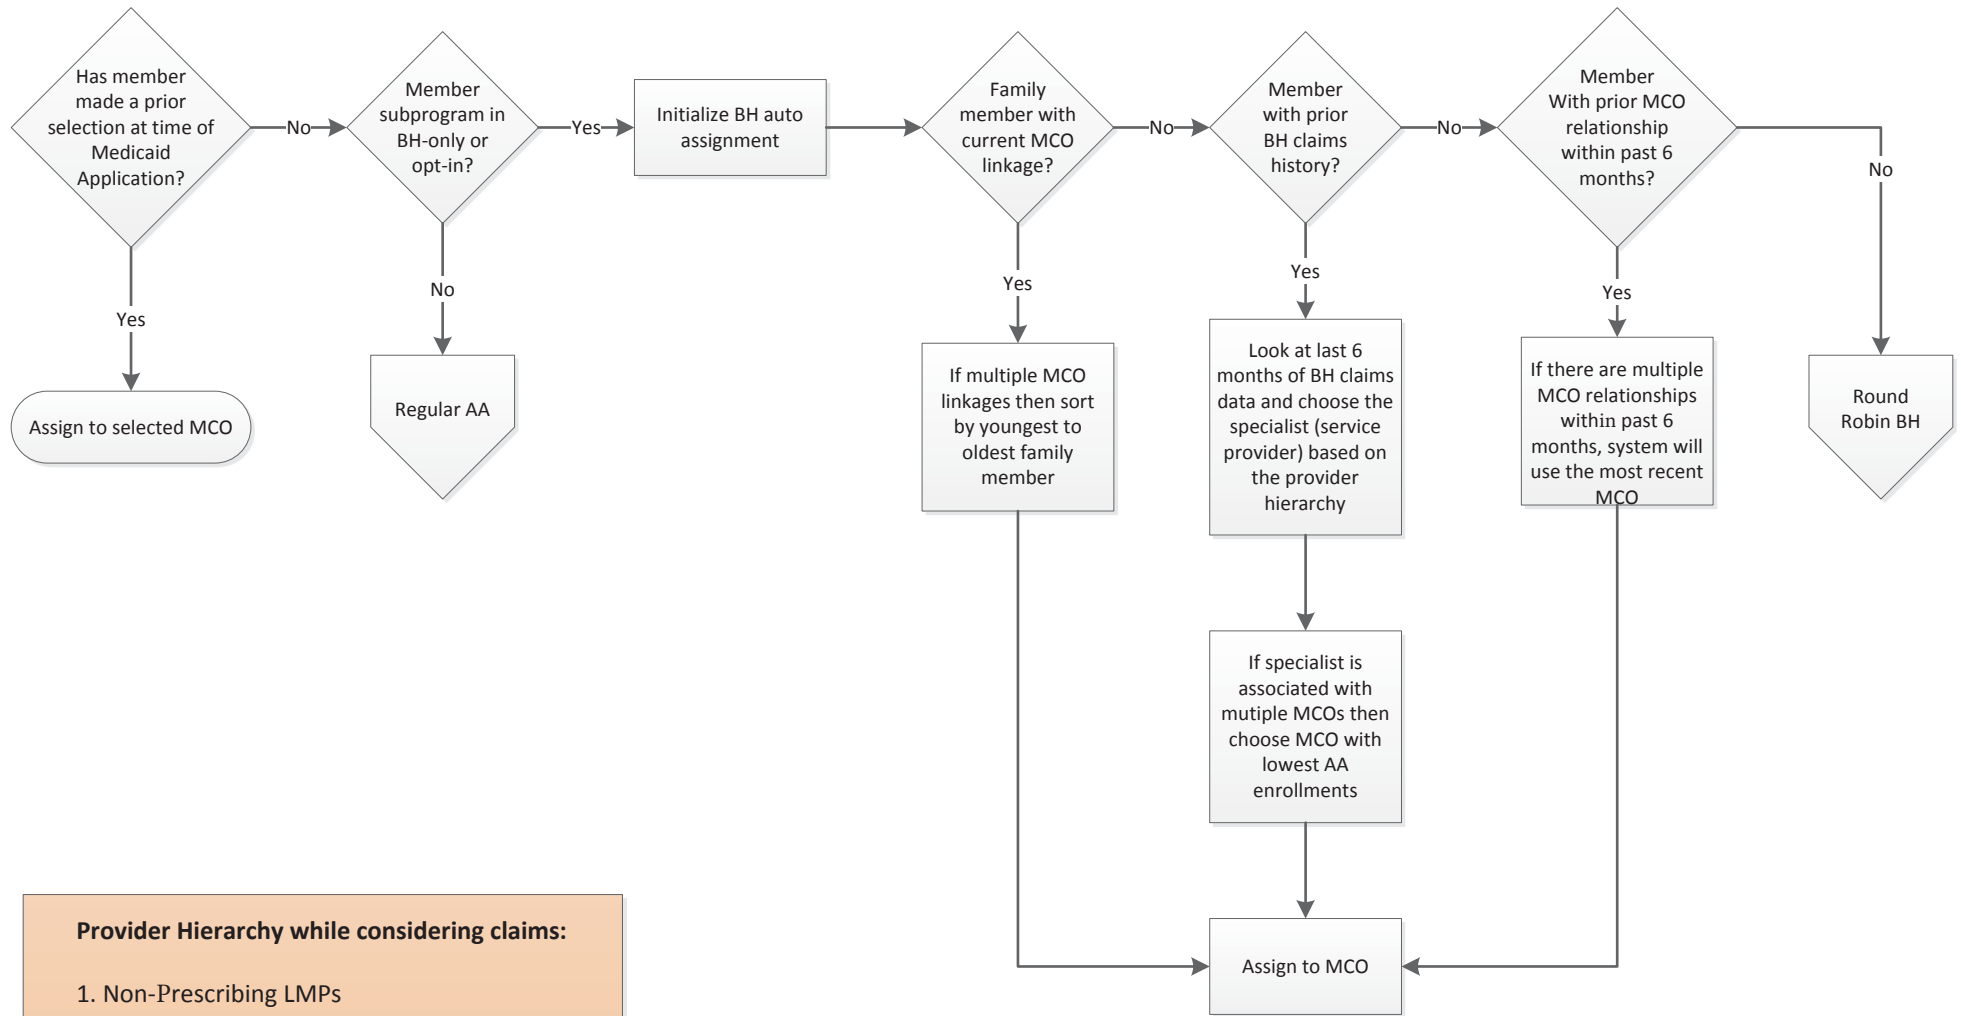 Has member
made a prior
selection at time of
Medicaid
Application?
No
Member
subprogram in
BH-only or
opt-in?
Yes
Initialize BH auto
assignment
Family
member with
current MCO
linkage?
No
Member
with prior
BH claims
history?
No
Member
With prior MCO
relationship
within past 6
months?
No
Yes
Assign to selected MCO
No
Regular AA
Yes
If multiple MCO
linkages then sort
by youngest to
oldest family
member
Yes
Look at last 6
months of BH claims
data and choose the
specialist (service
provider) based on
the provider
hierarchy
If specialist is
associated with
mutiple MCOs then
choose MCO with
lowest AA
enrollments
Yes
If there are multiple
MCO relationships
within past 6
months, system will
use the most recent
MCO
Round
Robin BH
Assign to MCO
Provider Hierarchy while considering claims:
1. Non-Prescribing LMPs